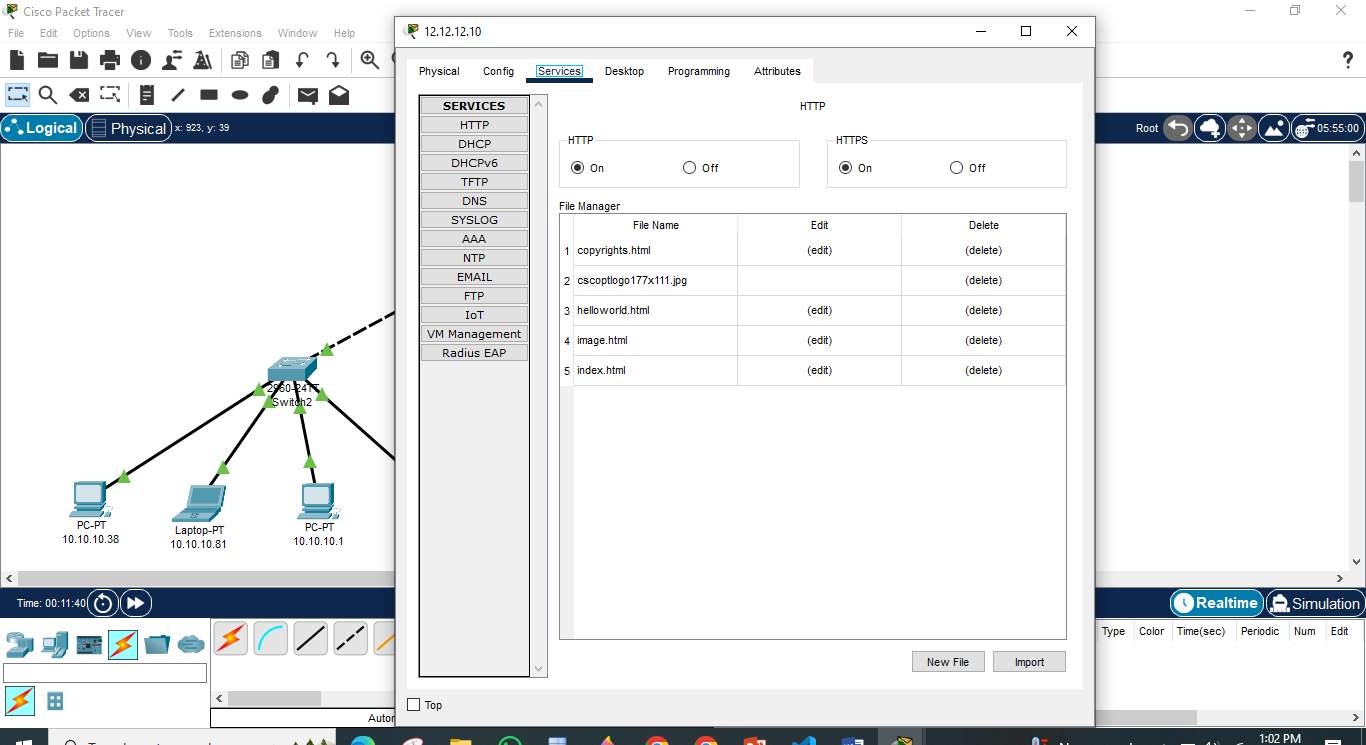 Cisco Packet Tracer
File Edit Options View Tools Extensions Window Help
Logical Physical x: 923, y: 39
Root 05:55:00
2960-24TT
Switch2
PC-PT
10.10.10.38
Laptop-PT
10.10.10.81
PC-PT
10.10.10.1
Time: 00:11:40
Realtime Simulation
Type Color Time(sec) Periodic Num Edit
12.12.12.10
Physical Config Services Desktop Programming Attributes
SERVICES
HTTP
DHCP
DHCPv6
TFTP
DNS
SYSLOG
AAA
NTP
EMAIL
FTP
IoT
VM Management
Radius EAP
HTTP
HTTP
On Off
HTTPS
On Off
File Manager
File Name Edit Delete
1 copyrights.html (edit) (delete)
2 cscoptlogo177x111.jpg (delete)
3 helloworld.html (edit) (delete)
4 image.html (edit) (delete)
5 index.html (edit) (delete)
New File Import
Top
1:02 PM